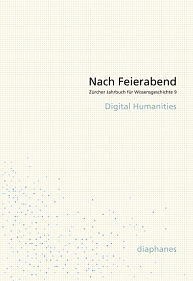 Nach Feierabend
Zürcher Jahrbuch für Wissensgeschichte 9
Digital Humanities
diaphanes